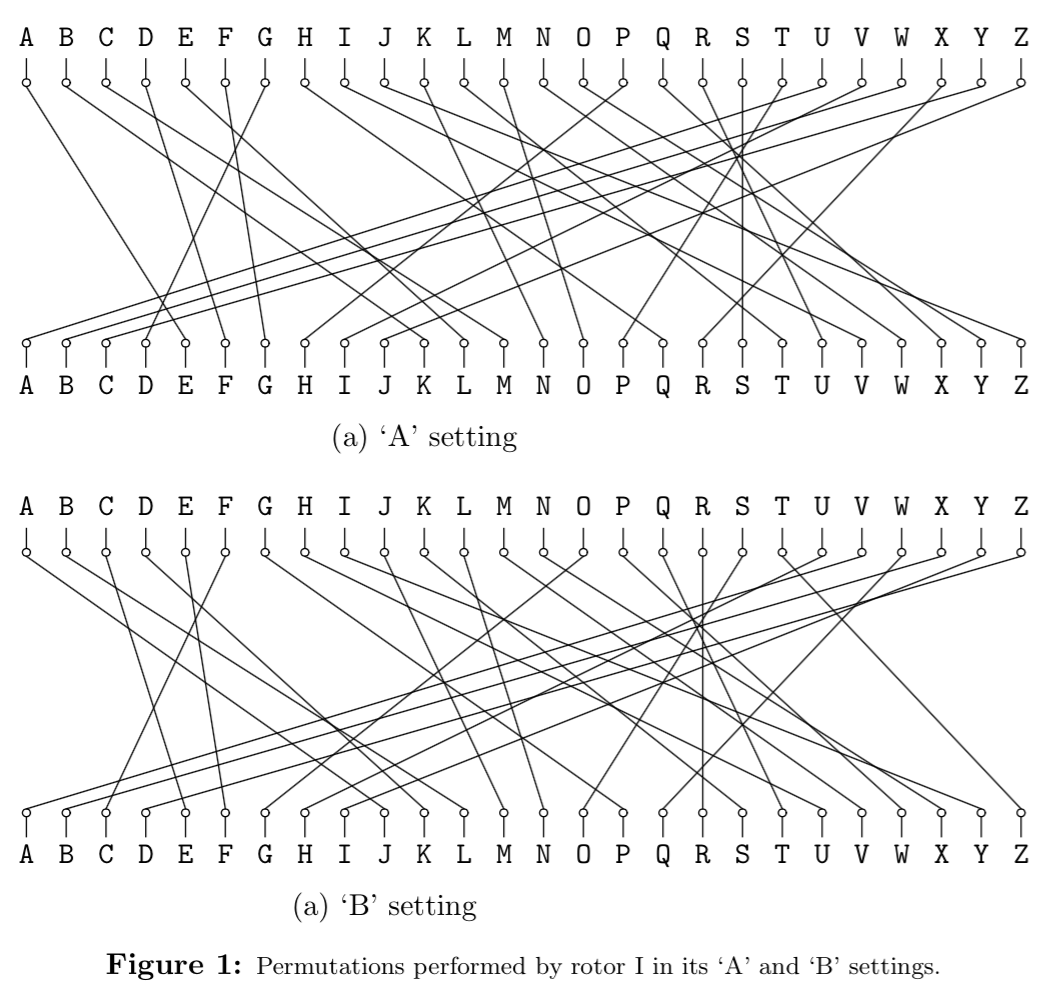 A B C D E F G H I J K L M N O P Q R S T U V W X Y Z
A B C D E F G H I J K L M N O P Q R S T U V W X Y Z
(a) ‘A’ setting
A B C D E F G H I J K L M N O P Q R S T U V W X Y Z
A B C D E F G H I J K L M N O P Q R S T U V W X Y Z
(a) ‘B’ setting
Figure 1: Permutations performed by rotor I in its ‘A’ and ‘B’ settings.